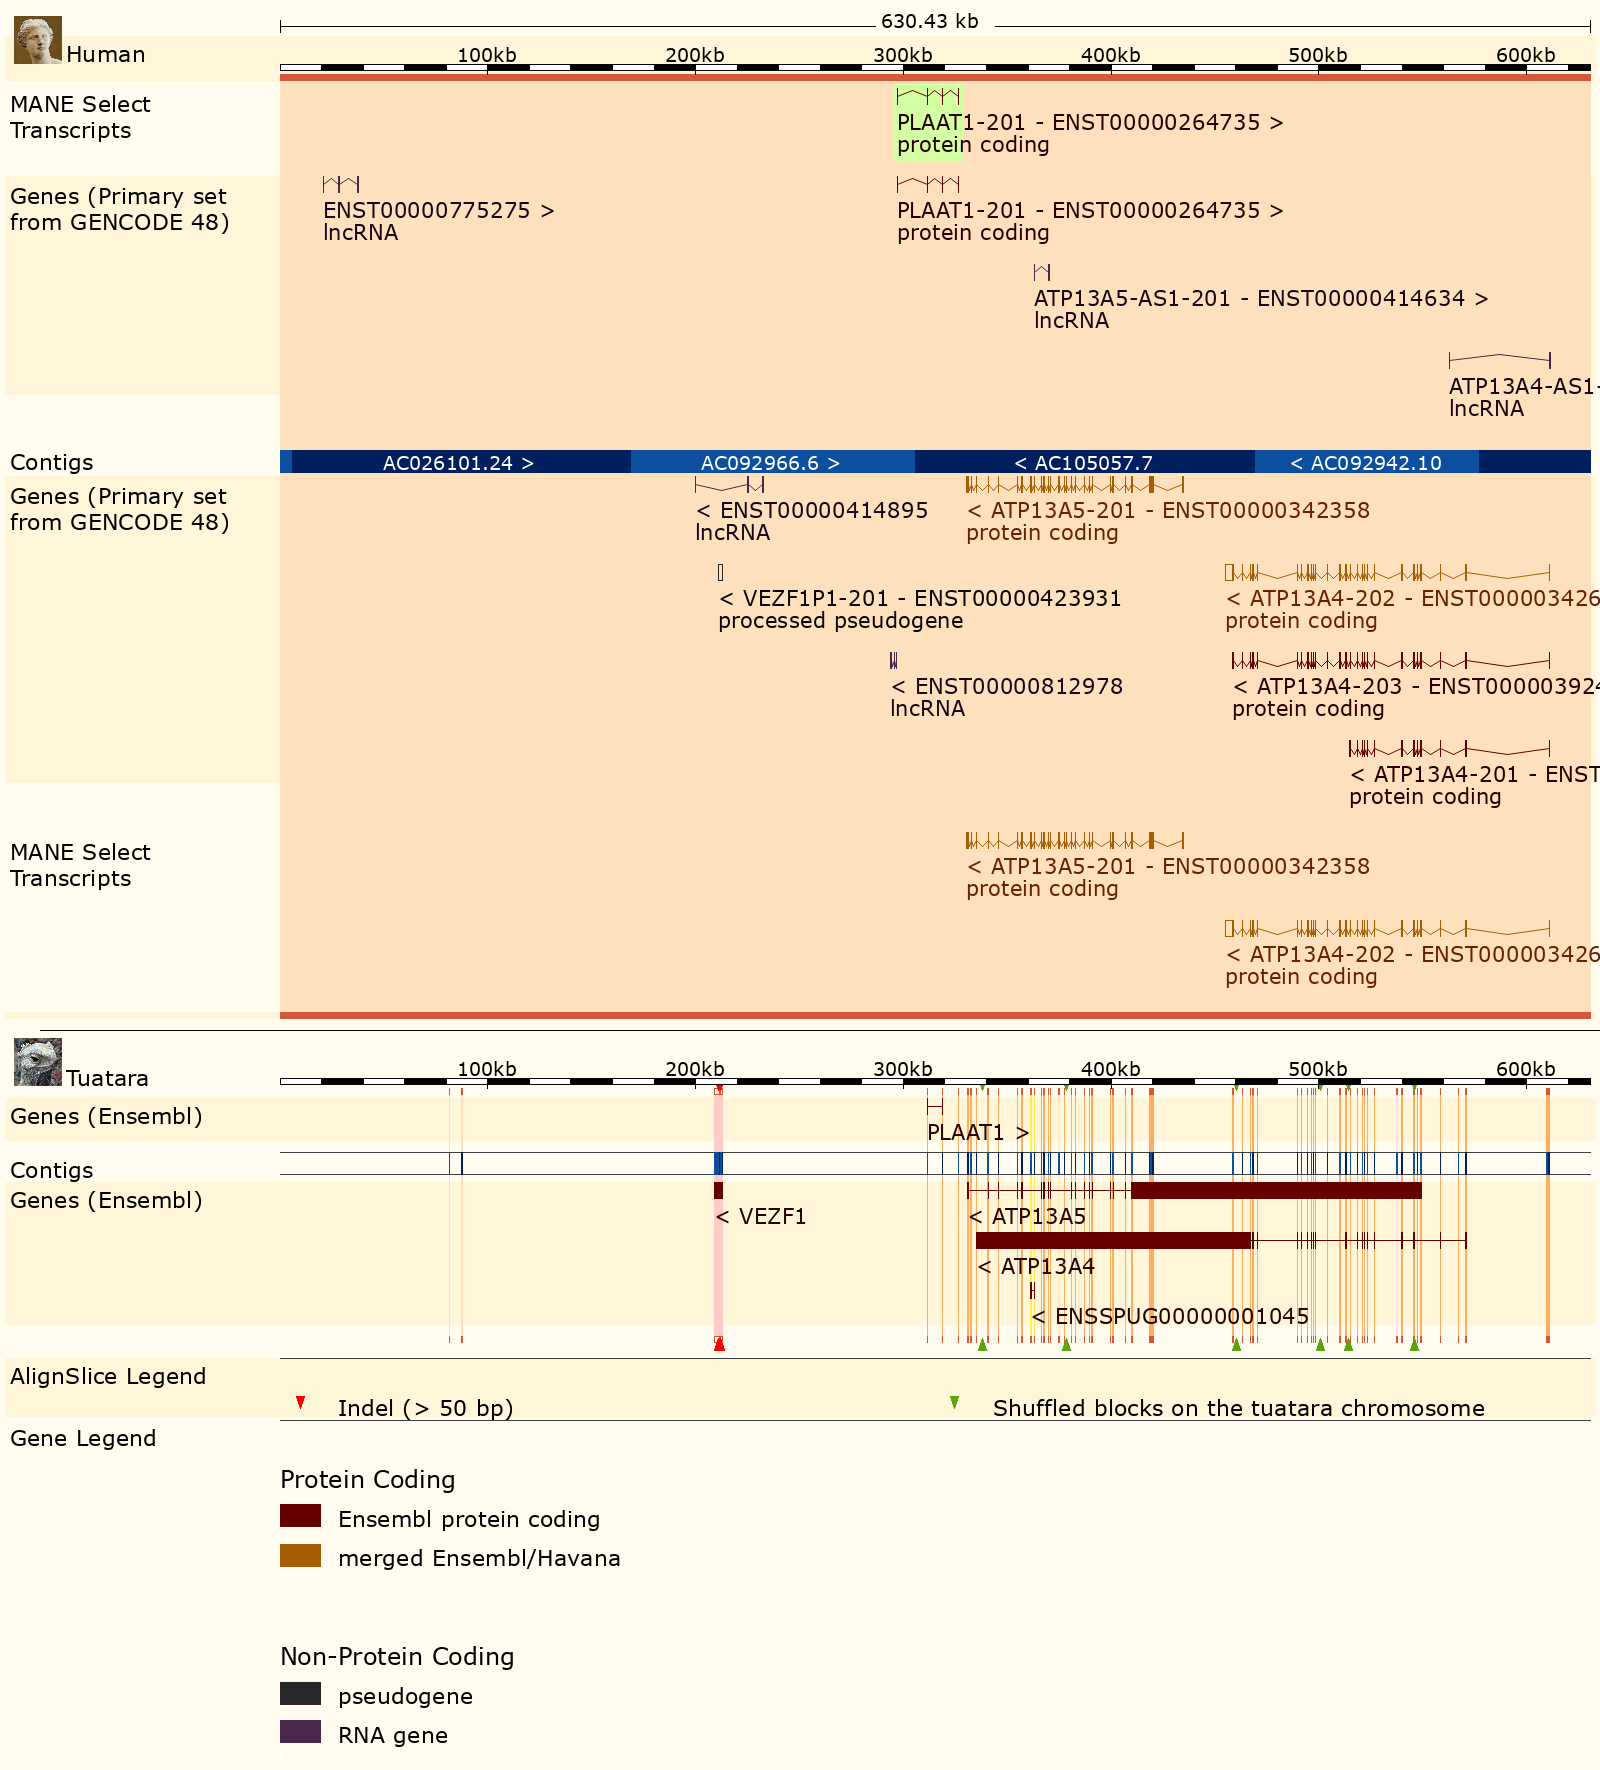 630.43 kb
Human
100kb 200kb 300kb 400kb 500kb 600kb
MANE Select
Transcripts
PLAAT1-201 - ENST00000264735 >
protein coding
Genes (Primary set
from GENCODE 48)
ENST00000775275 >
lncRNA
PLAAT1-201 - ENST00000264735 >
protein coding
ATP13A5-AS1-201 - ENST00000414634 >
lncRNA
ATP13A4-AS1-
lncRNA
Contigs
AC026101.24 > AC092966.6 > < AC105057.7 < AC092942.10
Genes (Primary set
from GENCODE 48)
< ENST00000414895
lncRNA
< ATP13A5-201 - ENST00000342358
protein coding
< VEZF1P1-201 - ENST00000423931
processed pseudogene
< ATP13A4-202 - ENST000003426
protein coding
< ENST00000812978
lncRNA
< ATP13A4-203 - ENST000003924
protein coding
< ATP13A4-201 - ENST
protein coding
MANE Select
Transcripts
< ATP13A5-201 - ENST00000342358
protein coding
< ATP13A4-202 - ENST000003426
protein coding
Tuatara
100kb 200kb 300kb 400kb 500kb 600kb
Genes (Ensembl)
PLAAT1 >
Contigs
Genes (Ensembl)
< VEZF1
< ATP13A5
< ATP13A4
< ENSSPUG00000001045
AlignSlice Legend
Indel (> 50 bp)
Shuffled blocks on the tuatara chromosome
Gene Legend
Protein Coding
Ensembl protein coding
merged Ensembl/Havana
Non-Protein Coding
pseudogene
RNA gene